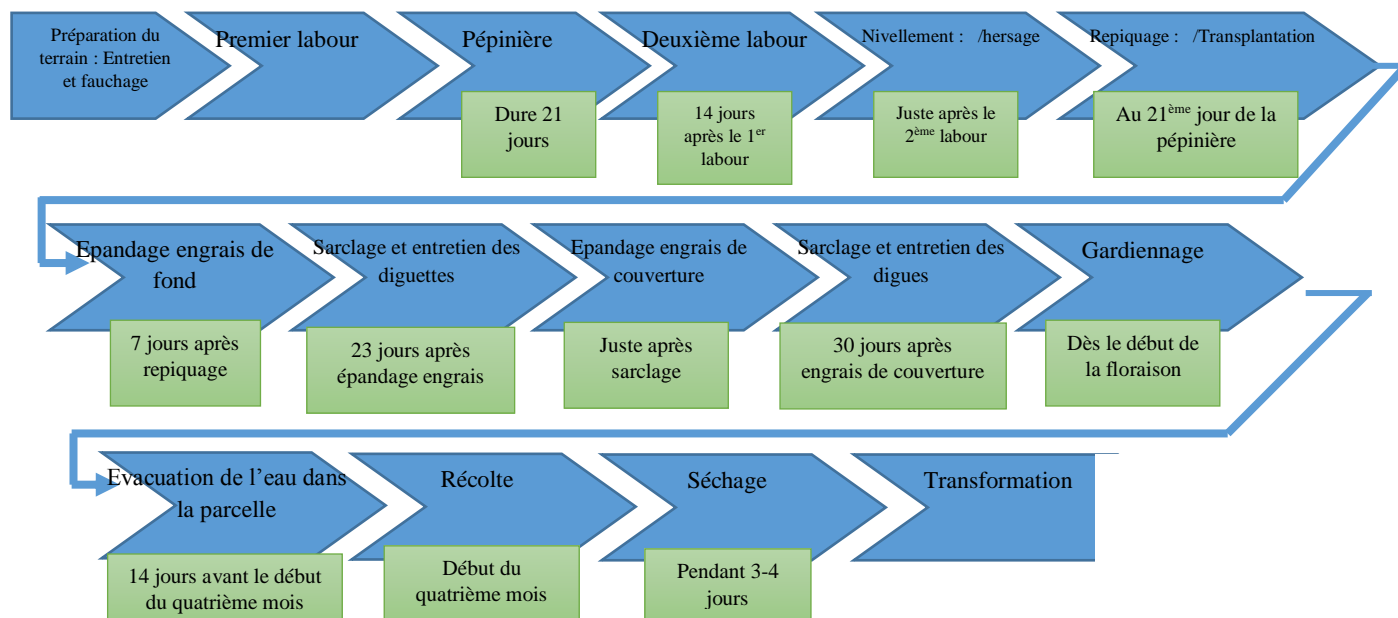 Préparation du
terrain : Entretien
et fauchage
Premier labour
Pépinière
Dure 21
jours
Deuxième labour
14 jours
après le 1er
labour
Nivellement : /hersage
Juste après le
2ème labour
Repiquage : /Transplantation
Au 21ème jour de la
pépinière
Epandage engrais de
fond
7 jours après
repiquage
Sarclage et entretien des
diguettes
23 jours après
épandage engrais
Epandage engrais de
couverture
Juste après
sarclage
Sarclage et entretien des
digues
30 jours après
engrais de couverture
Gardiennage
Dès le début de
la floraison
Evacuation de l’eau dans
la parcelle
14 jours avant le début
du quatrième mois
Récolte
Début du
quatrième mois
Séchage
Pendant 3-4
jours
Transformation